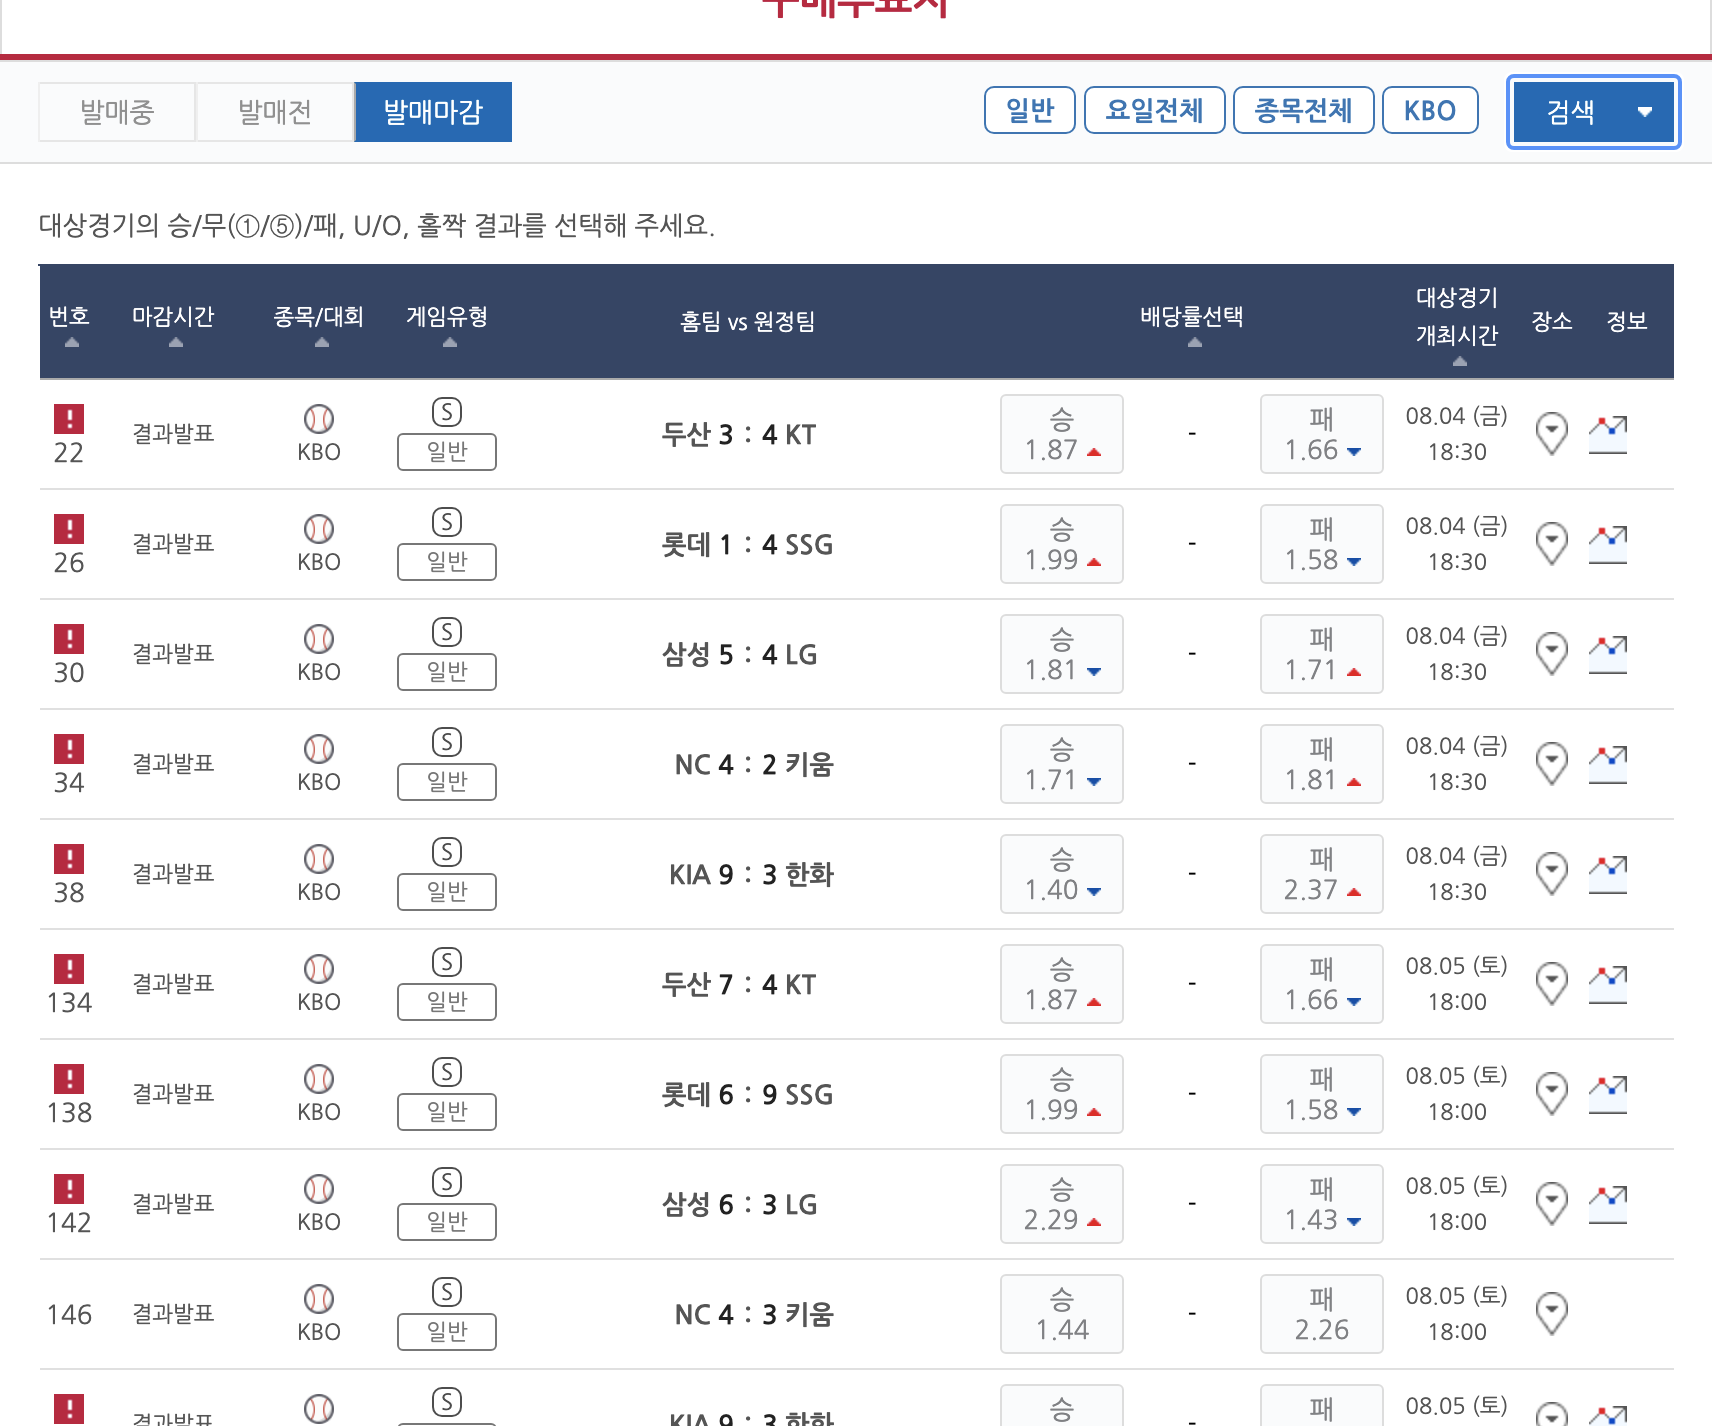 구매투표지
발매중 발매전 발매마감 일반 요일전체 종목전체 KBO 검색
대상경기의 승/무(①/⑤)/패, U/O, 홀짝 결과를 선택해 주세요.
번호 마감시간 종목/대회 게임유형 홈팀 vs 원정팀 배당률선택 대상경기 개최시간 장소 정보
! 22 결과발표 KBO S 일반 두산 3 : 4 KT 승 1.87 - 패 1.66 08.04 (금) 18:30
! 26 결과발표 KBO S 일반 롯데 1 : 4 SSG 승 1.99 - 패 1.58 08.04 (금) 18:30
! 30 결과발표 KBO S 일반 삼성 5 : 4 LG 승 1.81 - 패 1.71 08.04 (금) 18:30
! 34 결과발표 KBO S 일반 NC 4 : 2 키움 승 1.71 - 패 1.81 08.04 (금) 18:30
! 38 결과발표 KBO S 일반 KIA 9 : 3 한화 승 1.40 - 패 2.37 08.04 (금) 18:30
! 134 결과발표 KBO S 일반 두산 7 : 4 KT 승 1.87 - 패 1.66 08.05 (토) 18:00
! 138 결과발표 KBO S 일반 롯데 6 : 9 SSG 승 1.99 - 패 1.58 08.05 (토) 18:00
! 142 결과발표 KBO S 일반 삼성 6 : 3 LG 승 2.29 - 패 1.43 08.05 (토) 18:00
146 결과발표 KBO S 일반 NC 4 : 3 키움 승 1.44 - 패 2.26 08.05 (토) 18:00
! 결과발표 S KIA 9 : 3 한화 승 - 패 08.05 (토)